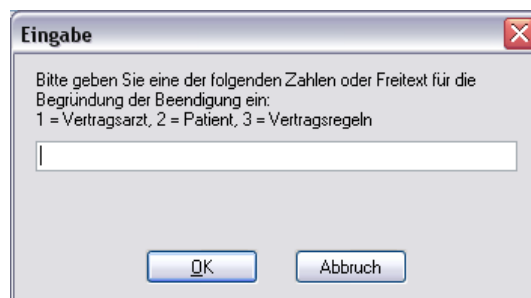 Eingabe
Bitte geben Sie eine der folgenden Zahlen oder Freitext für die
Begründung der Beendigung ein:
1 = Vertragsarzt, 2 = Patient, 3 = Vertragsregeln
OK
Abbruch